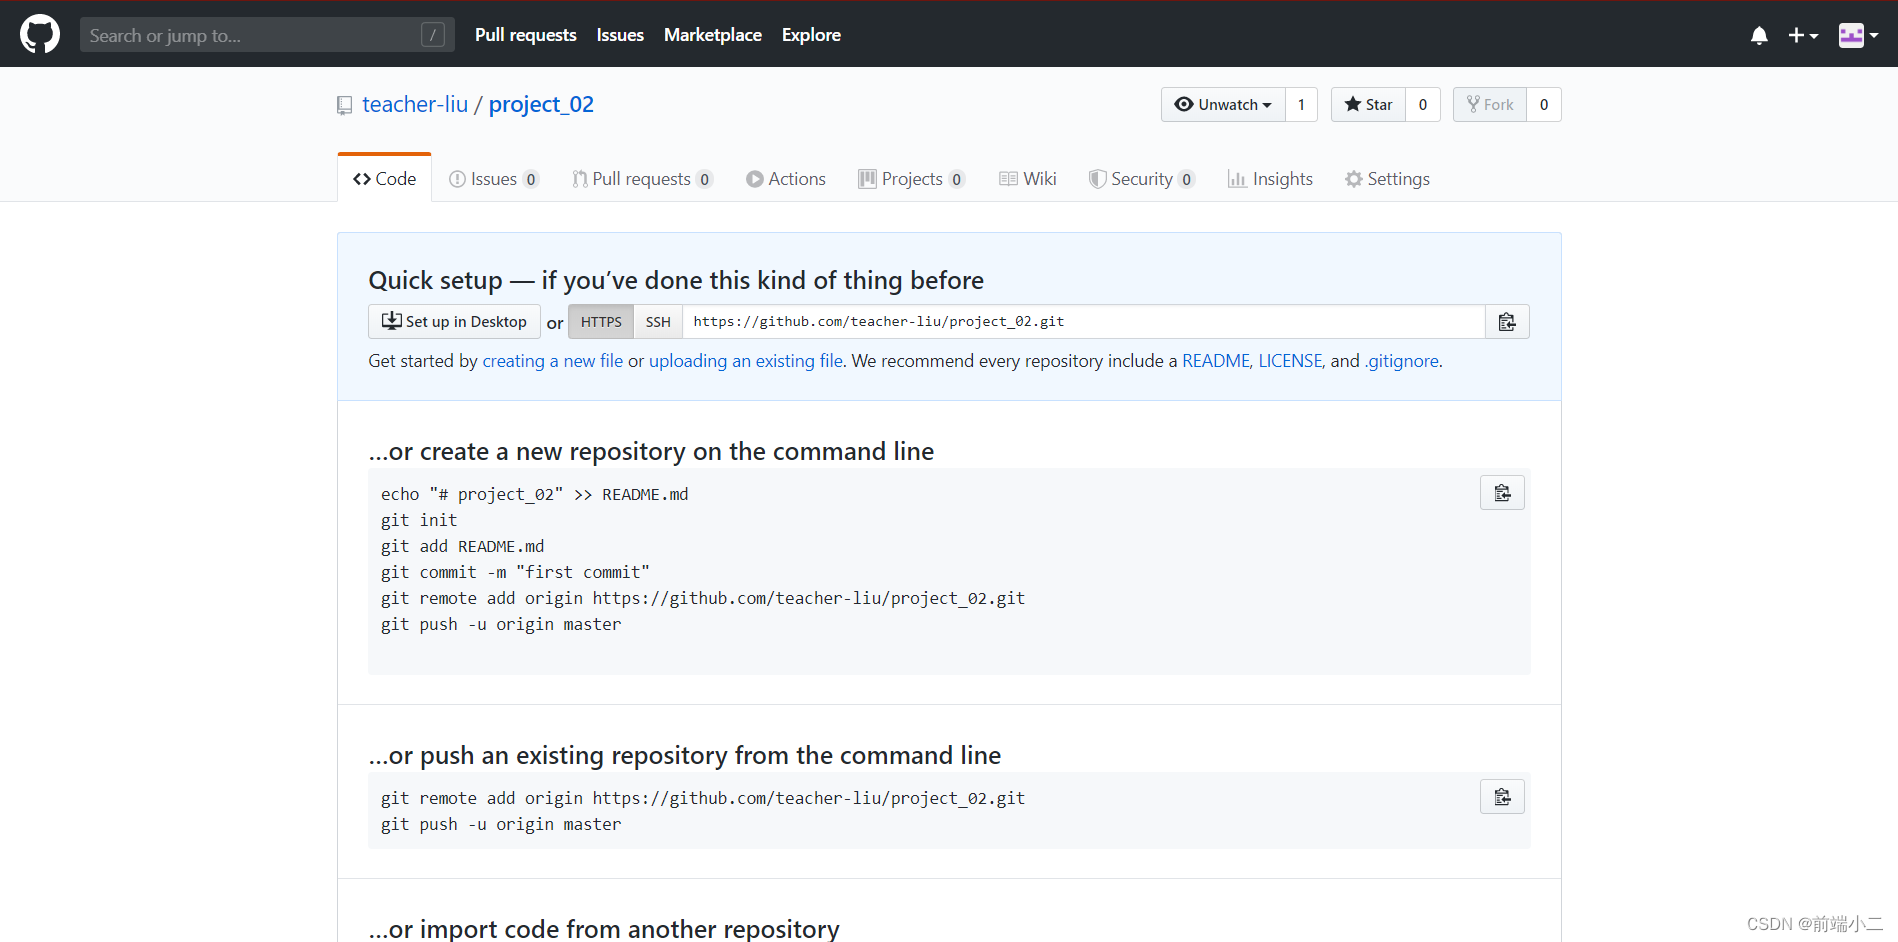 Search or jump to... /
Pull requests Issues Marketplace Explore
teacher-liu / project_02
Unwatch 1 Star 0 Fork 0
Code Issues 0 Pull requests 0 Actions Projects 0 Wiki Security 0 Insights Settings
Quick setup — if you’ve done this kind of thing before
Set up in Desktop or HTTPS SSH https://github.com/teacher-liu/project_02.git
Get started by creating a new file or uploading an existing file. We recommend every repository include a README, LICENSE, and .gitignore.
…or create a new repository on the command line
echo "# project_02" >> README.md
git init
git add README.md
git commit -m "first commit"
git remote add origin https://github.com/teacher-liu/project_02.git
git push -u origin master
…or push an existing repository from the command line
git remote add origin https://github.com/teacher-liu/project_02.git
git push -u origin master
…or import code from another repository
CSDN @前端小二